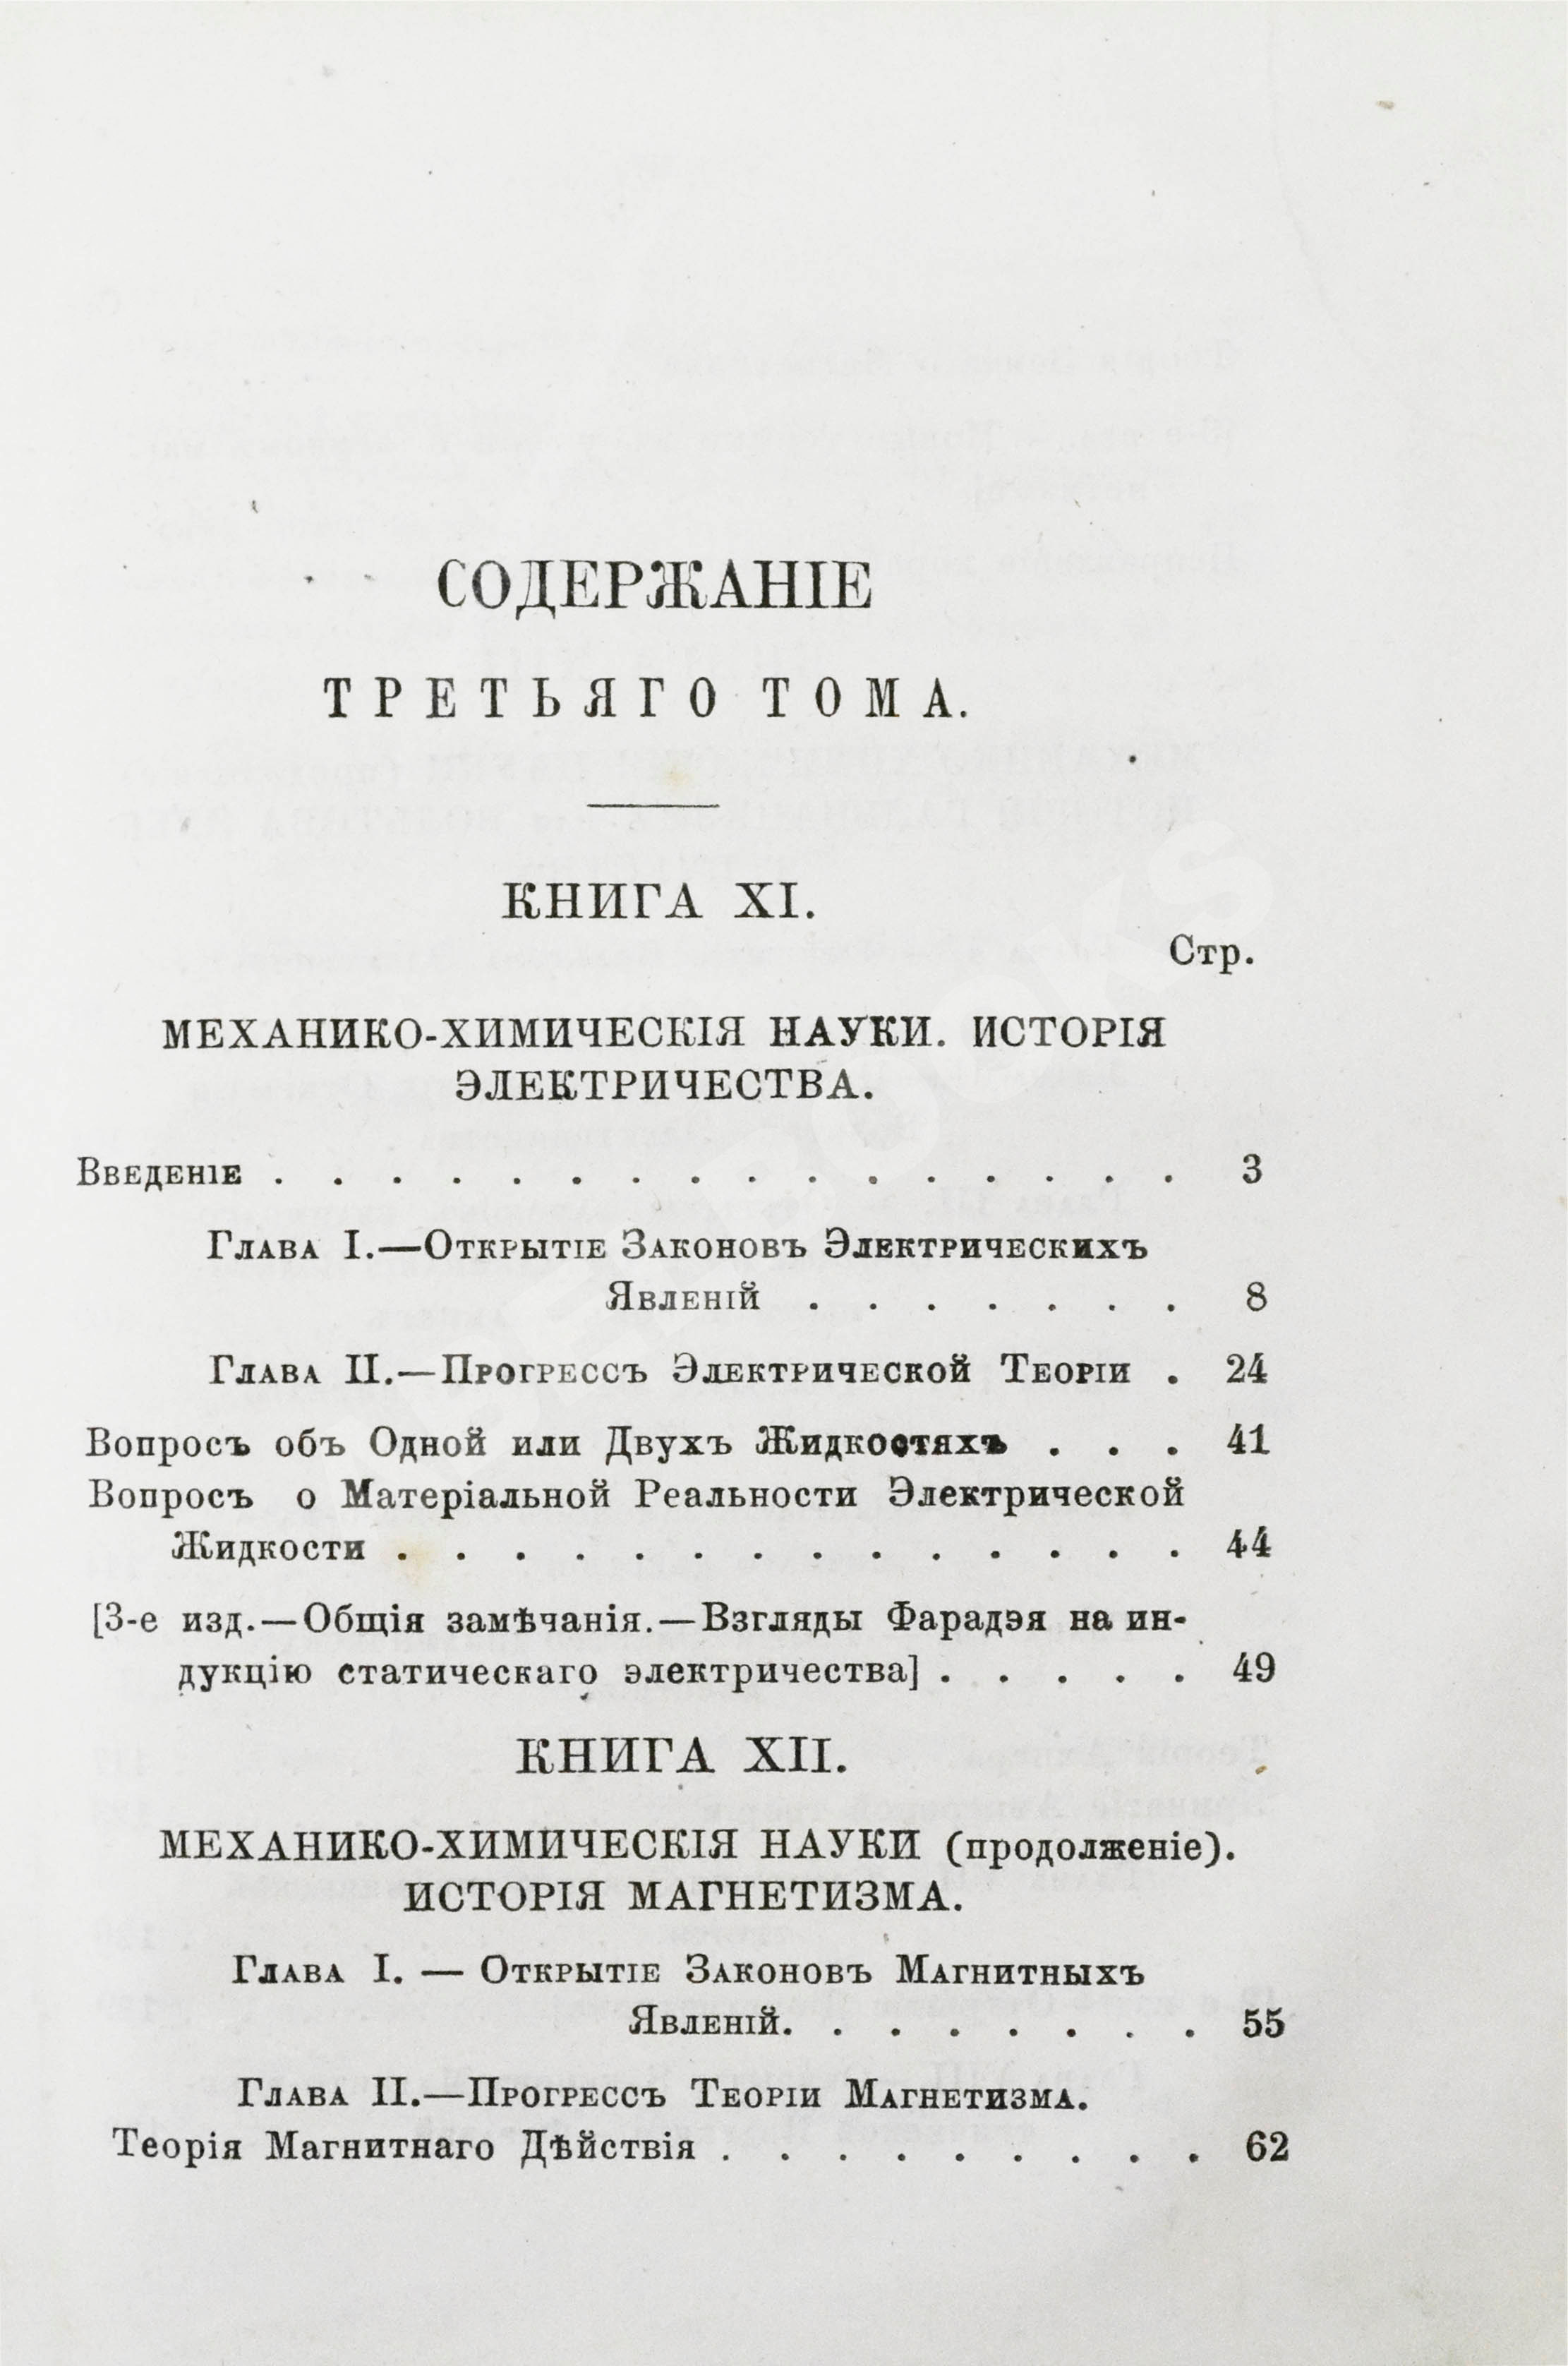 СОДЕРЖАНІЕ
ТРЕТЬЯГО ТОМА.
КНИГА XI.
Стр.
МЕХАНИКО-ХИМИЧЕСКІЯ НАУКИ. ИСТОРІЯ
ЭЛЕКТРИЧЕСТВА.
Введеніе . . . . . . . . . . . . . . . . 3
Глава I.—Открытіе Законовъ Электрическихъ
Явленій . . . . . . . 8
Глава II.—Прогрессъ Электрической Теоріи . 24
Вопросъ объ Одной или Двухъ Жидкостяхъ . . . 41
Вопросъ о Матеріальной Реальности Электрической
Жидкости . . . . . . . . . . . . . . 44
[3-е изд.—Общія замѣчанія.—Взгляды Фарадэя на ин-
дукцію статическаго электричества] . . . . . 49
КНИГА XII.
МЕХАНИКО-ХИМИЧЕСКІЯ НАУКИ (продолженіе).
ИСТОРІЯ МАГНЕТИЗМА.
Глава I. — Открытіе Законовъ Магнитныхъ
Явленій. . . . . . . . 55
Глава II.—Прогрессъ Теоріи Магнетизма.
Теорія Магнитнаго Дѣйствія . . . . . . . . . 62